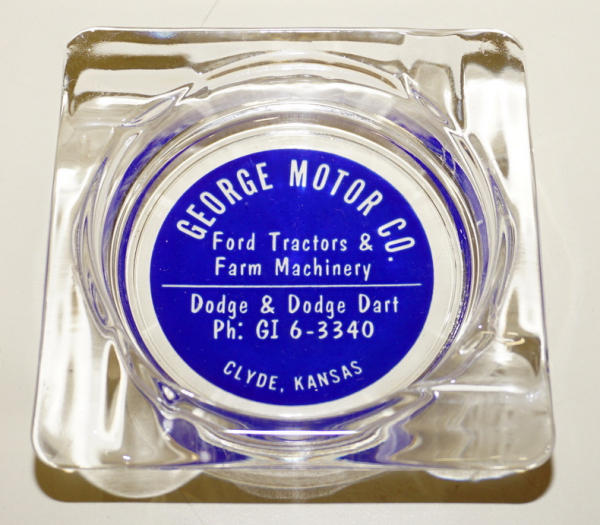 GEORGE MOTOR CO.
Ford Tractors &
Farm Machinery
Dodge & Dodge Dart
Ph: GI 6-3340
CLYDE, KANSAS